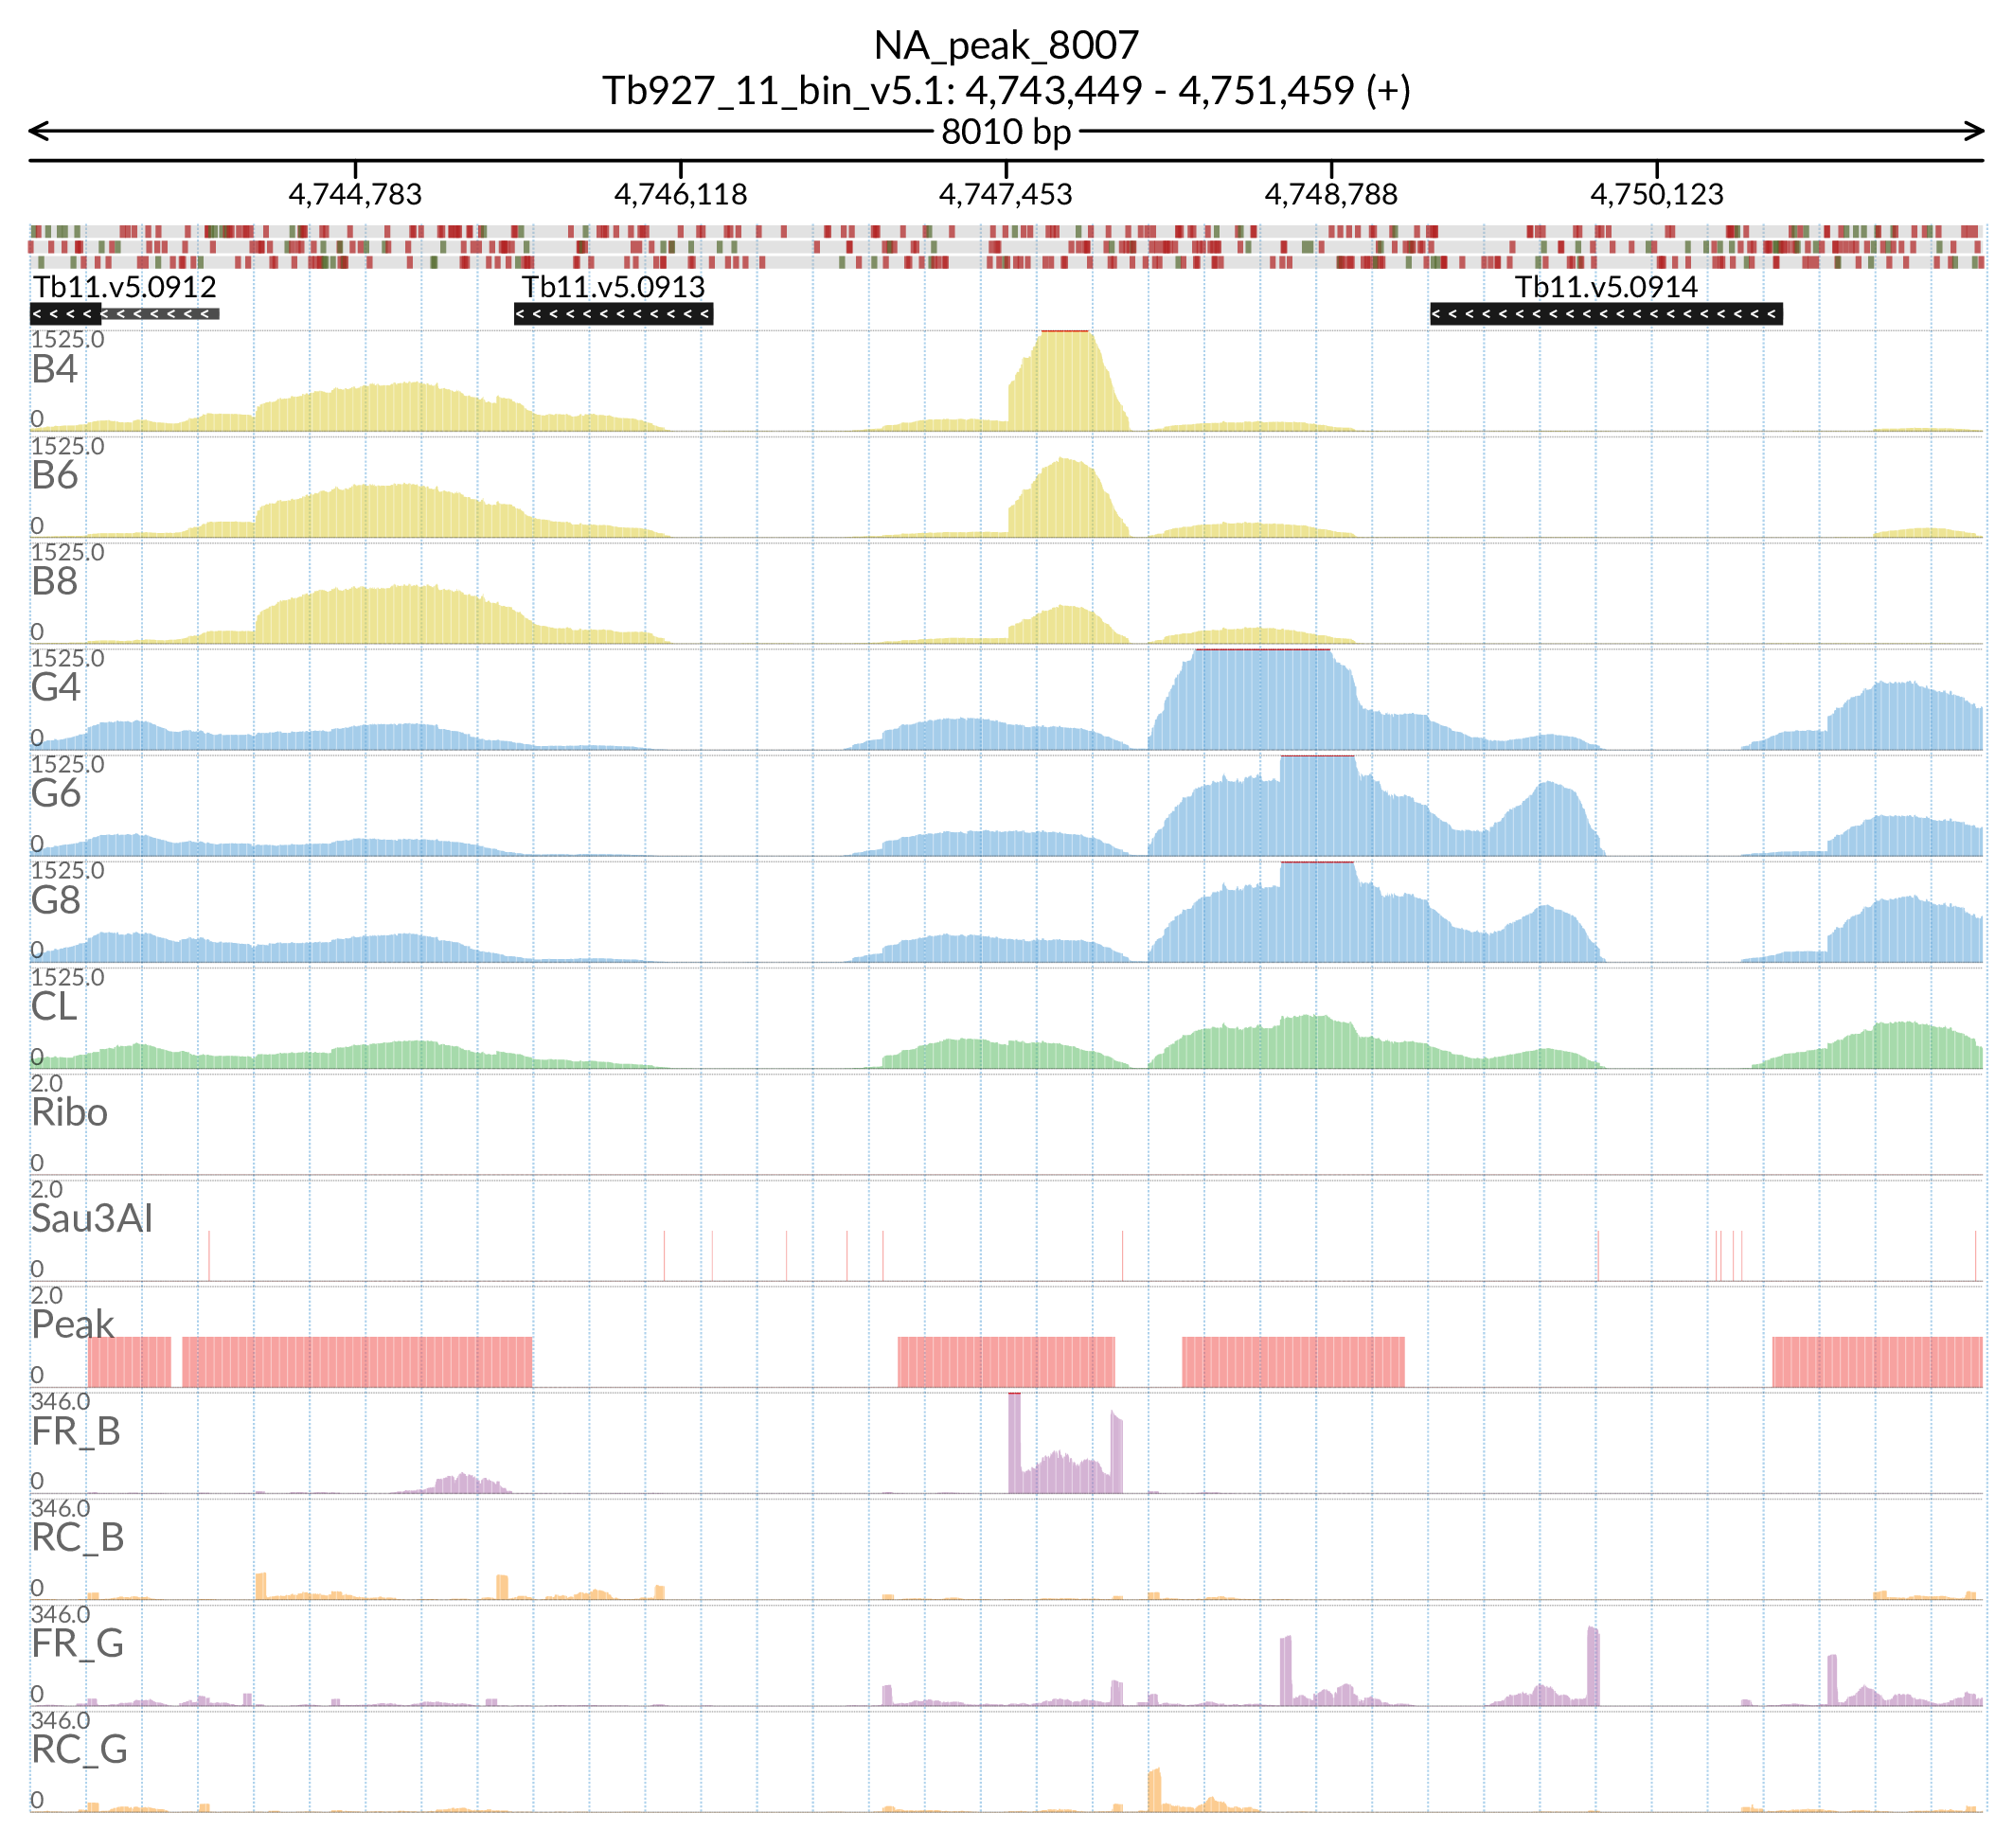 NA_peak_8007
Tb927_11_bin_v5.1: 4,743,449 - 4,751,459 (+)
8010 bp
4,744,783 4,746,118 4,747,453 4,748,788 4,750,123
Tb11.v5.0912 Tb11.v5.0913 Tb11.v5.0914
1525.0
B4
0
1525.0
B6
0
1525.0
B8
0
1525.0
G4
0
1525.0
G6
0
1525.0
G8
0
1525.0
CL
0
2.0
Ribo
0
2.0
Sau3AI
0
2.0
Peak
0
346.0
FR_B
0
346.0
RC_B
0
346.0
FR_G
0
346.0
RC_G
0